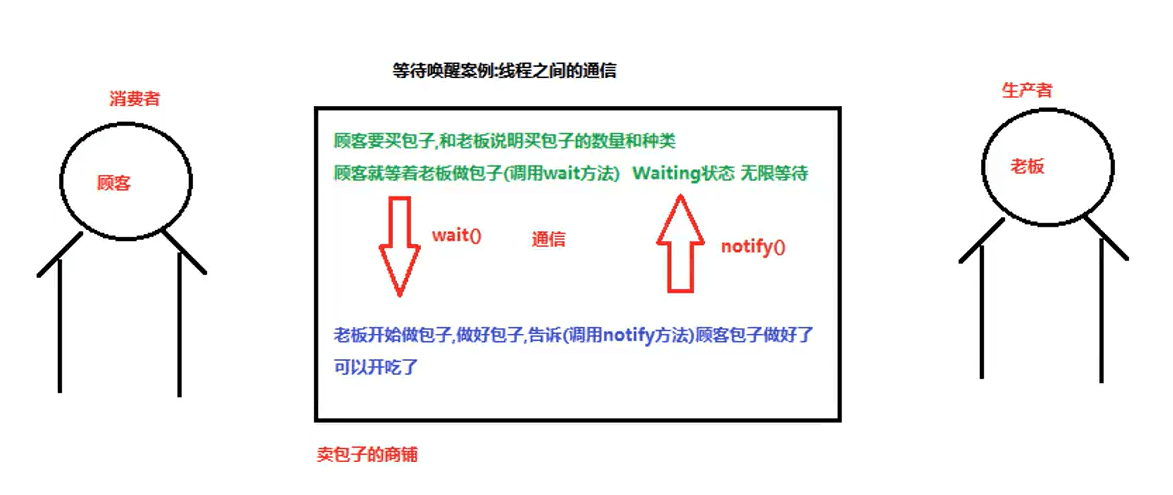 等待唤醒案例:线程之间的通信
消费者
生产者
顾客
老板
顾客要买包子,和老板说明买包子的数量和种类
顾客就等着老板做包子(调用wait方法) Waiting状态 无限等待
wait()
通信
notify()
老板开始做包子,做好包子,告诉(调用notify方法)顾客包子做好了
可以开吃了
卖包子的商铺